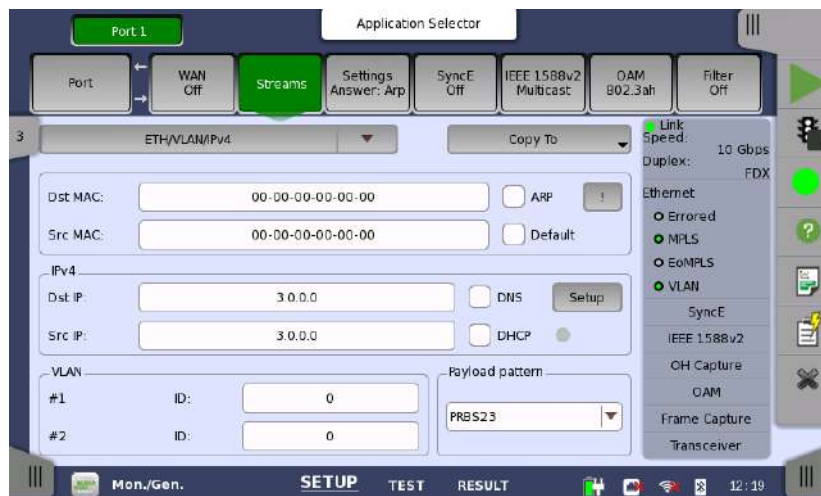 Port 1
Application Selector
Port
WAN Off
Streams
Settings Answer: Arp
SyncE Off
IEEE 1588v2 Multicast
OAM 802.3ah
Filter Off
3
ETH/VLAN/IPv4
Copy To
Link
Speed:
10 Gbps
Duplex:
FDX
Dst MAC:
00-00-00-00-00-00
ARP
!
Src MAC:
00-00-00-00-00-00
Default
Ethernet
Errored
MPLS
EoMPLS
VLAN
IPv4
Dst IP:
3.0.0.0
DNS
Setup
Src IP:
3.0.0.0
DHCP
SyncE
IEEE 1588v2
OH Capture
OAM
Frame Capture
Transceiver
VLAN
#1 ID: 0
#2 ID: 0
Payload pattern
PRBS23
Mon./Gen.
SETUP
TEST
RESULT
12:19